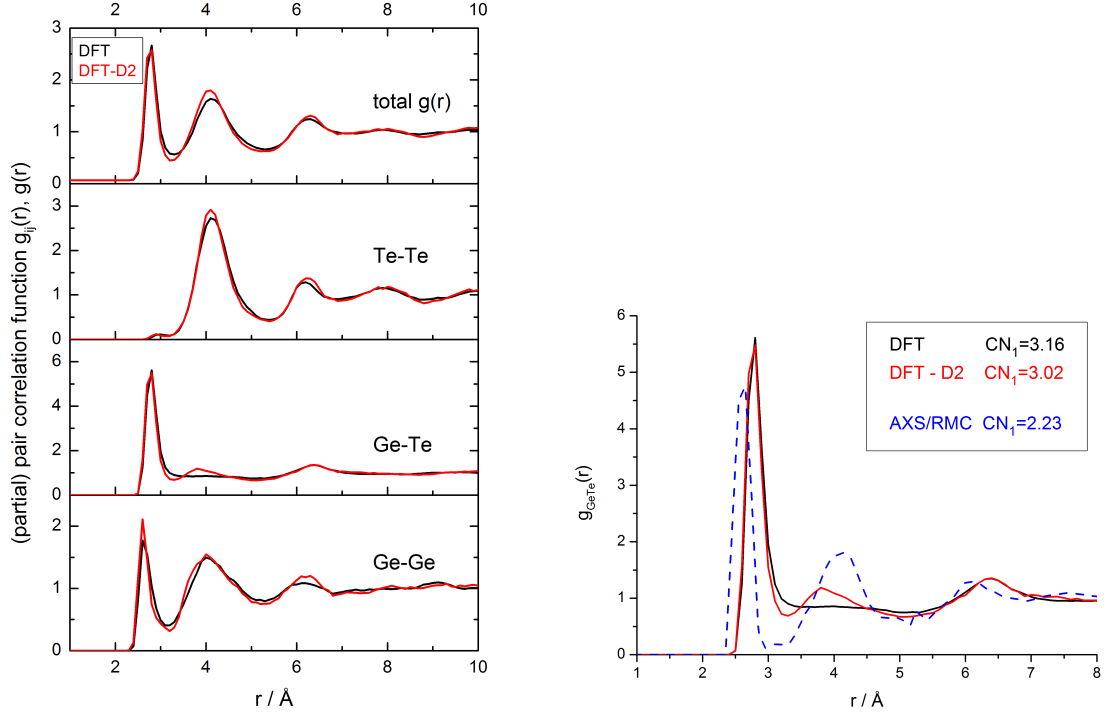 2 4 6 8 10
3
DFT
DFT-D2
total g(r)
2
1
0
3
Te-Te
2
1
0
6
4
Ge-Te
2
0
2
Ge-Ge
1
0
2 4 6 8 10
r / Å
(partial) pair correlation function g_ij(r), g(r)
6
5
4
3
2
1
0
DFT CN₁=3.16
DFT - D2 CN₁=3.02
AXS/RMC CN₁=2.23
g_GeTe(r)
1 2 3 4 5 6 7 8
r / Å